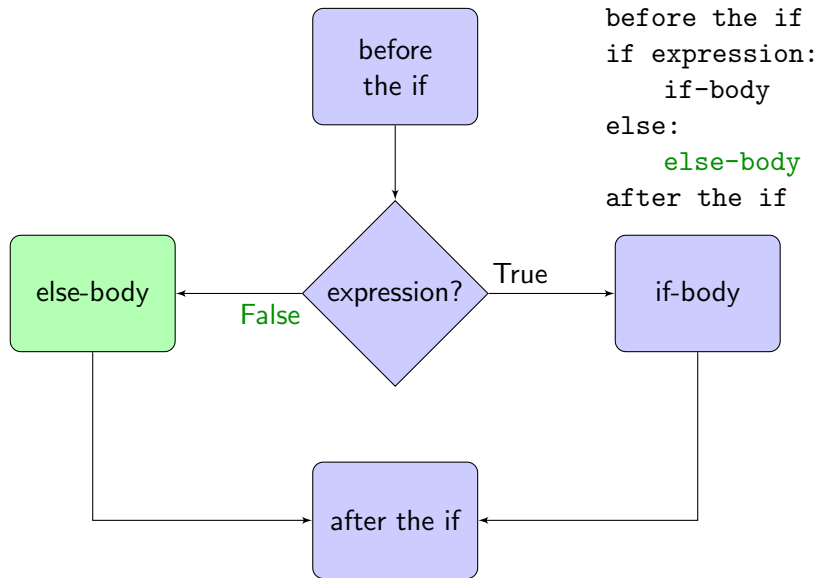 before
the if
before the if
if expression:
    if-body
else:
    else-body
after the if
else-body
expression?
True
if-body
False
after the if